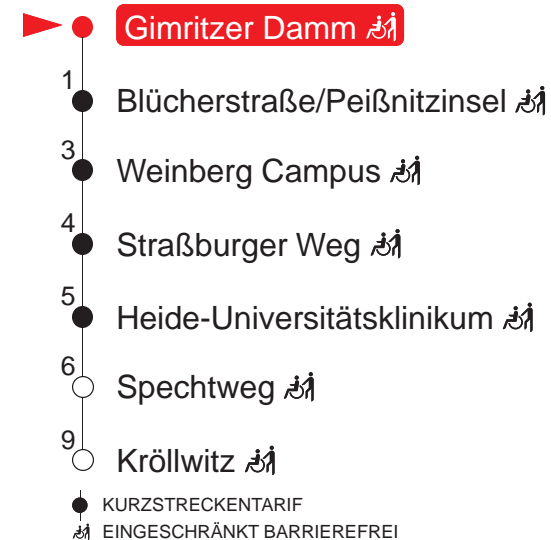 Gimritzer Damm
1
Blücherstraße/Peißnitzinsel
3
Weinberg Campus
4
Straßburger Weg
5
Heide-Universitätsklinikum
6
Spechtweg
9
Kröllwitz
KURZSTRECKENTARIF
EINGESCHRÄNKT BARRIEREFREI